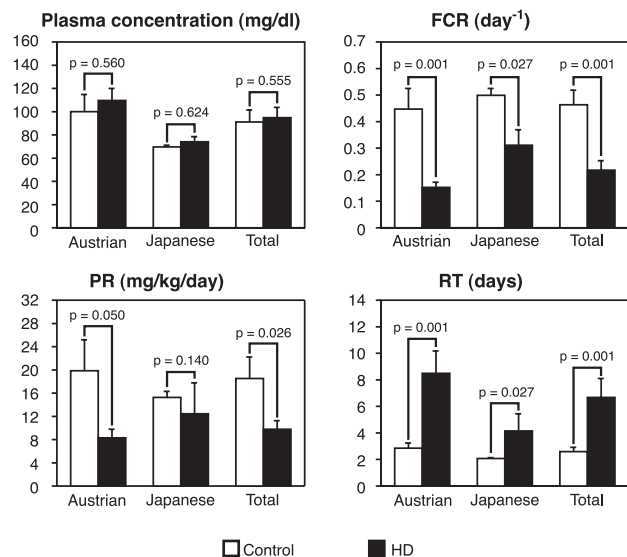 Plasma concentration (mg/dl)
160
140
120
100
80
60
40
20
0
p = 0.560
p = 0.624
p = 0.555
Austrian Japanese Total
FCR (day-1)
0.7
0.6
0.5
0.4
0.3
0.2
0.1
0
p = 0.001
p = 0.027
p = 0.001
Austrian Japanese Total
PR (mg/kg/day)
32
28
24
20
16
12
8
4
0
p = 0.050
p = 0.140
p = 0.026
Austrian Japanese Total
RT (days)
14
12
10
8
6
4
2
0
p = 0.001
p = 0.027
p = 0.001
Austrian Japanese Total
Control HD